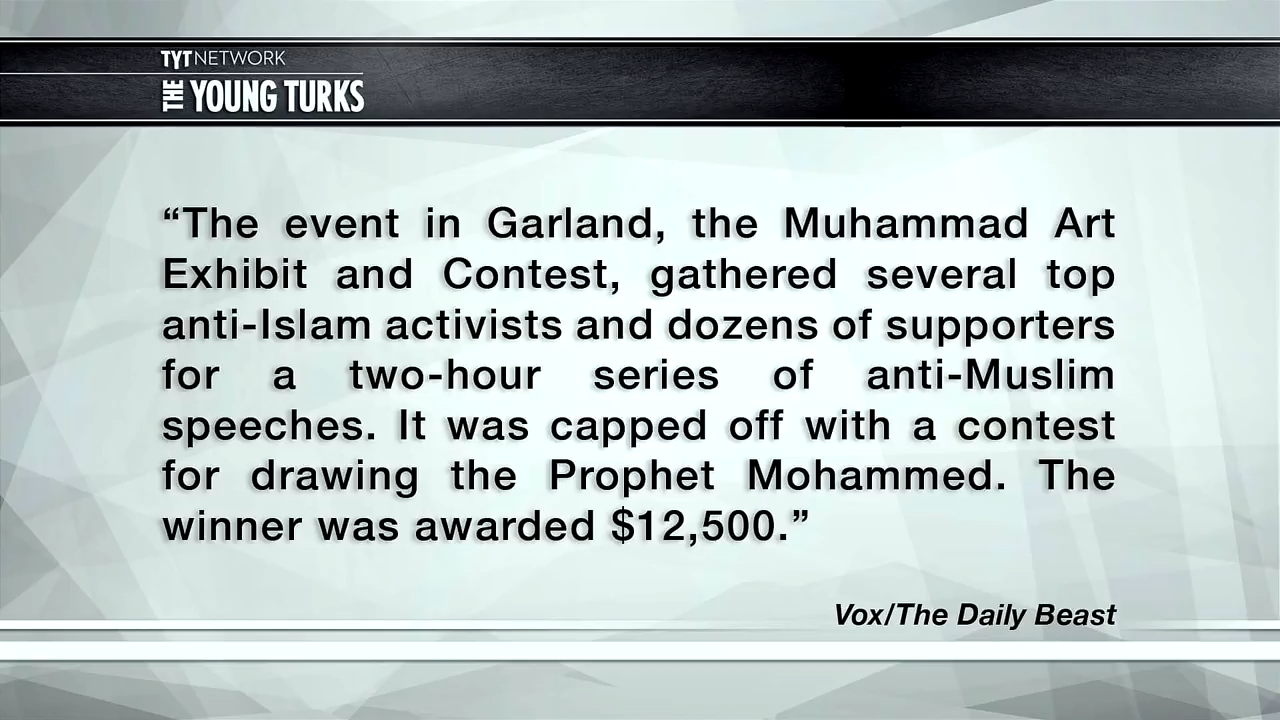 TYT NETWORK
THE YOUNG TURKS
“The event in Garland, the Muhammad Art
Exhibit and Contest, gathered several top
anti-Islam activists and dozens of supporters
for a two-hour series of anti-Muslim
speeches. It was capped off with a contest
for drawing the Prophet Mohammed. The
winner was awarded $12,500.”
Vox/The Daily Beast